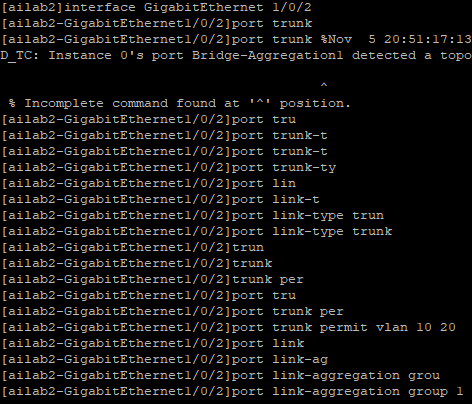 [ailab2]interface GigabitEthernet 1/0/2
[ailab2-GigabitEthernet1/0/2]port trunk
[ailab2-GigabitEthernet1/0/2]port trunk %Nov  5 20:51:17:13
D_TC: Instance 0's port Bridge-Aggregation1 detected a topo
^
% Incomplete command found at '^' position.
[ailab2-GigabitEthernet1/0/2]port tru
[ailab2-GigabitEthernet1/0/2]port trunk-t
[ailab2-GigabitEthernet1/0/2]port trunk-t
[ailab2-GigabitEthernet1/0/2]port trunk-ty
[ailab2-GigabitEthernet1/0/2]port lin
[ailab2-GigabitEthernet1/0/2]port link-t
[ailab2-GigabitEthernet1/0/2]port link-type trun
[ailab2-GigabitEthernet1/0/2]port link-type trunk
[ailab2-GigabitEthernet1/0/2]trun
[ailab2-GigabitEthernet1/0/2]trunk
[ailab2-GigabitEthernet1/0/2]trunk per
[ailab2-GigabitEthernet1/0/2]port tru
[ailab2-GigabitEthernet1/0/2]port trunk per
[ailab2-GigabitEthernet1/0/2]port trunk permit vlan 10 20
[ailab2-GigabitEthernet1/0/2]port link
[ailab2-GigabitEthernet1/0/2]port link-ag
[ailab2-GigabitEthernet1/0/2]port link-aggregation grou
[ailab2-GigabitEthernet1/0/2]port link-aggregation group 1